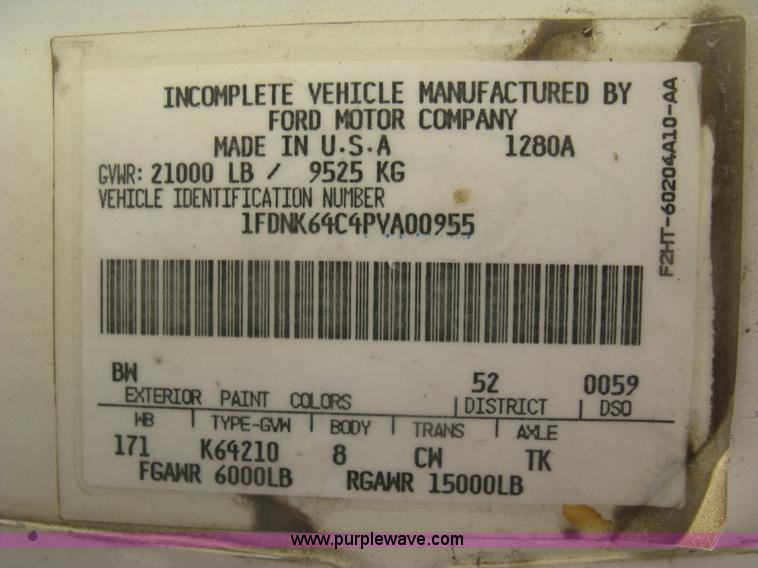 INCOMPLETE VEHICLE MANUFACTURED BY
FORD MOTOR COMPANY
MADE IN U.S.A 1280A
GVWR: 21000 LB / 9525 KG
VEHICLE IDENTIFICATION NUMBER
1FDNK64C4PVA00955
F2HT-60204A10-AA
BW 52 0059
EXTERIOR PAINT COLORS DISTRICT DSO
WB TYPE-GVW BODY TRANS AXLE
171 K64210 8 CW TK
FGAWR 6000LB RGAWR 15000LB
www.purplewave.com